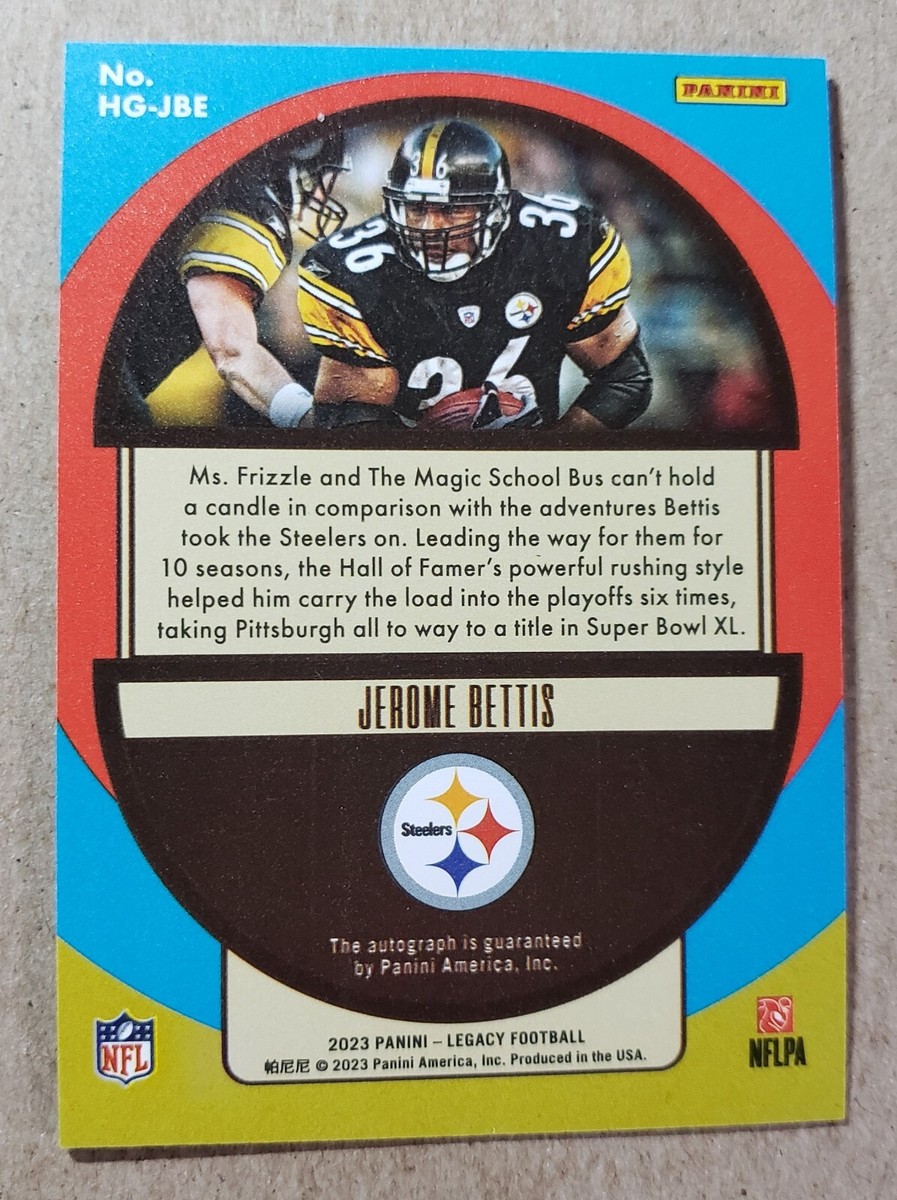 No.
HG-JBE
PANINI
36
36
36
36
Ms. Frizzle and The Magic School Bus can't hold
a candle in comparison with the adventures Bettis
took the Steelers on. Leading the way for them for
10 seasons, the Hall of Famer's powerful rushing style
helped him carry the load into the playoffs six times,
taking Pittsburgh all to way to a title in Super Bowl XL.
JEROME BETTIS
Steelers
The autograph is guaranteed
by Panini America, Inc.
2023 PANINI – LEGACY FOOTBALL
帕尼尼 © 2023 Panini America, Inc. Produced in the USA.
NFL
NFLPA